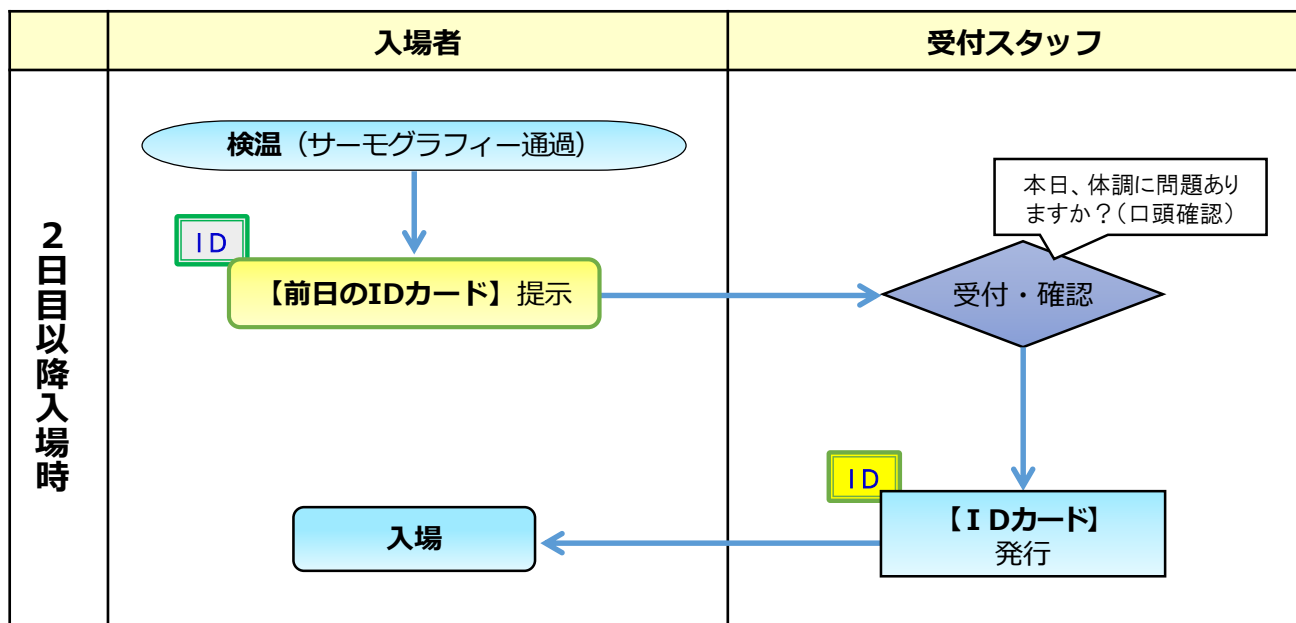 入場者
受付スタッフ
2日目以降入場時
検温（サーモグラフィー通過）
本日、体調に問題あり
ますか？（口頭確認）
ID
【前日のIDカード】提示
受付・確認
ID
【ＩＤカード】
発行
入場